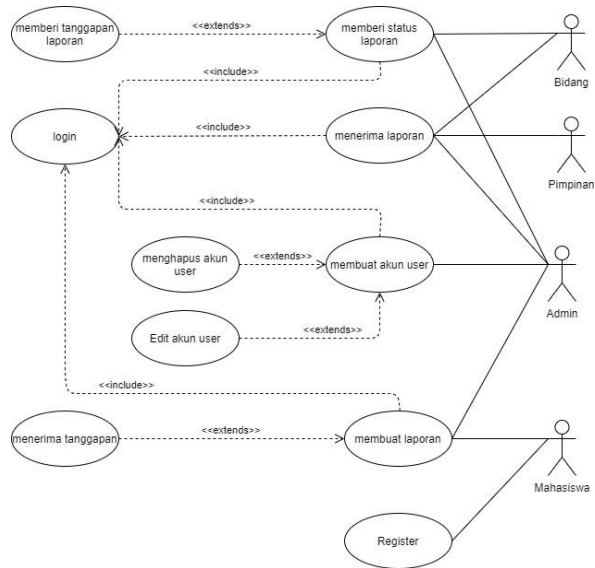 <<extends>>
memberi tanggapan
laporan
memberi status
laporan
Bidang
<<include>>
login
<<include>>
menerima laporan
Pimpinan
<<include>>
menghapus akun
user
<<extends>>
membuat akun user
Admin
Edit akun user
<<extends>>
<<include>>
menerima tanggapan
<<extends>>
membuat laporan
Mahasiswa
Register